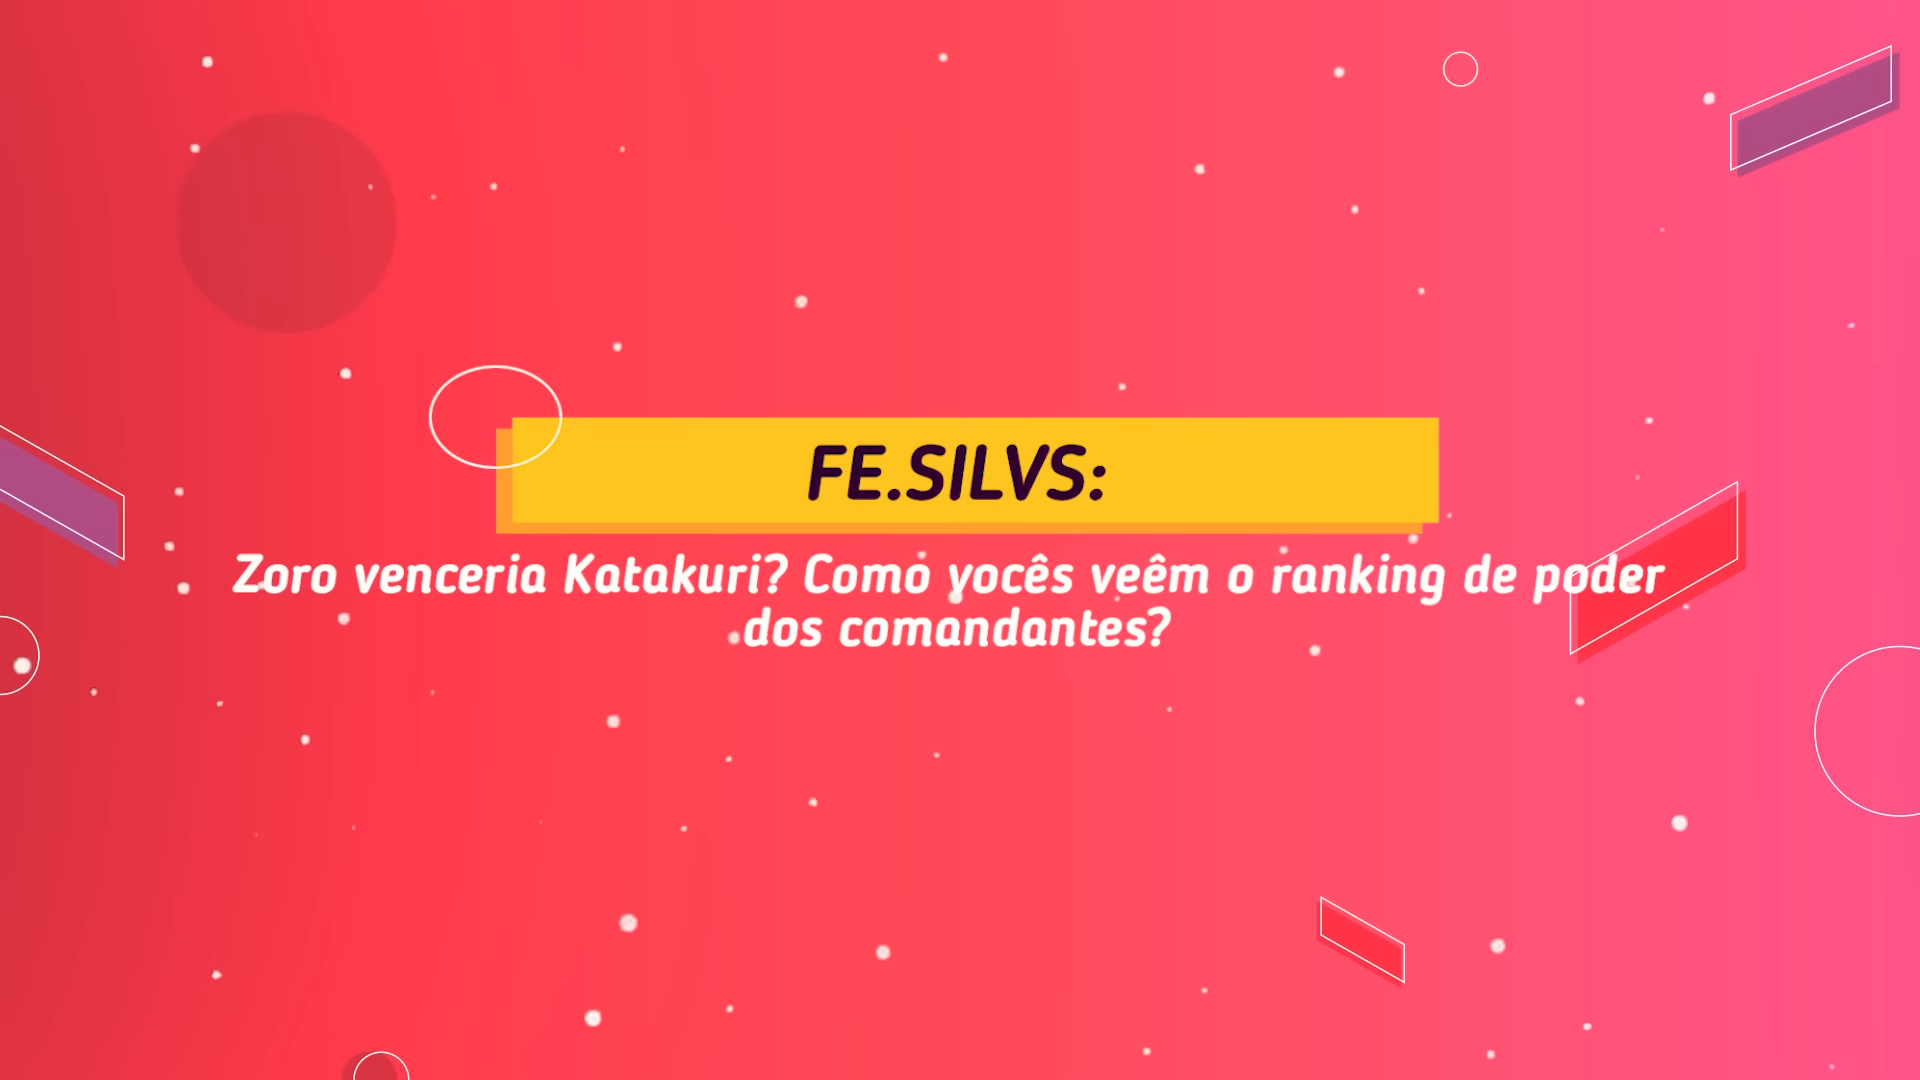 FE.SILVS:
Zoro venceria Katakuri? Como vocês veêm o ranking de poder
dos comandantes?